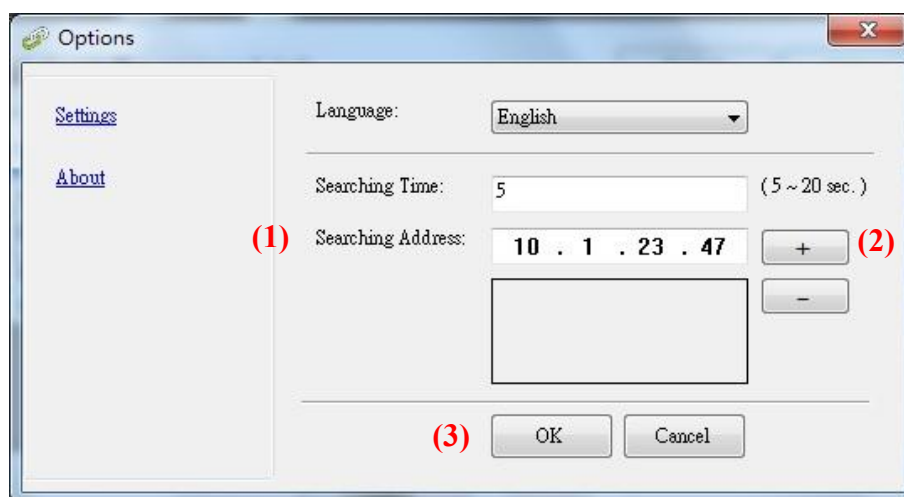 Options
Settings
About
Language: English
Searching Time: 5 ( 5 ~ 20 sec. )
(1) Searching Address: 10 . 1 . 23 . 47 + (2)
−
(3) OK Cancel